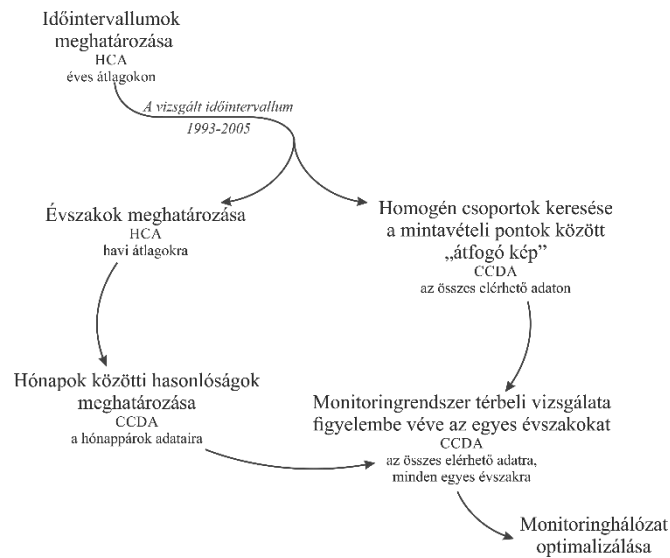 Időintervallumok
meghatározása
HCA
éves átlagokon
A vizsgált időintervallum
1993-2005
Évszakok meghatározása
HCA
havi átlagokra
Homogén csoportok keresése
a mintavételi pontok között
„átfogó kép”
CCDA
az összes elérhető adaton
Hónapok közötti hasonlóságok
meghatározása
CCDA
a hónappárok adataira
Monitoringrendszer térbeli vizsgálata
figyelembe véve az egyes évszakokat
CCDA
az összes elérhető adatra,
minden egyes évszakra
Monitoringhálózat
optimalizálása